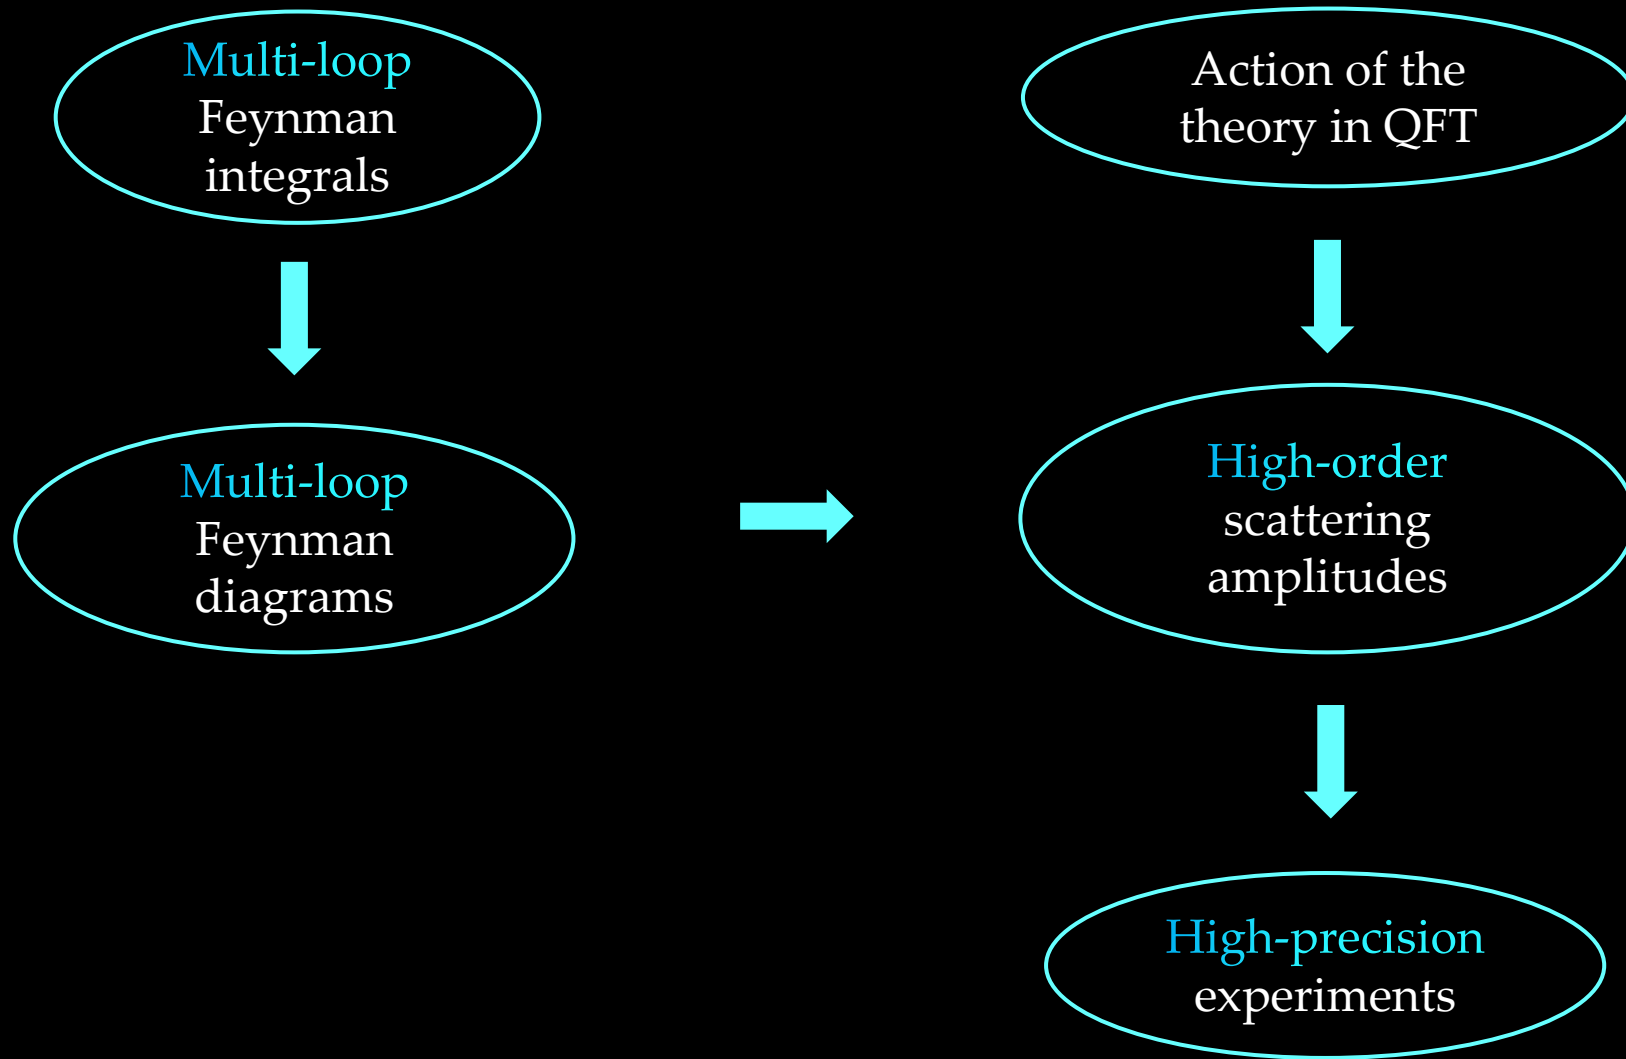 Multi-loop
Feynman
integrals
Action of the
theory in QFT
Multi-loop
Feynman
diagrams
High-order
scattering
amplitudes
High-precision
experiments